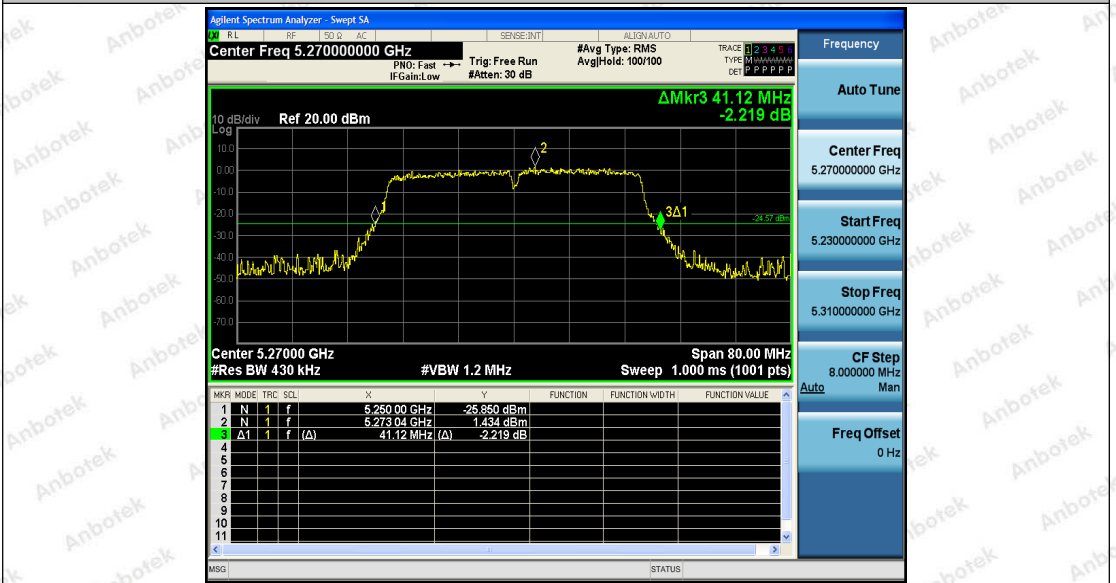 Agilent Spectrum Analyzer - Swept SA
RL RF 50 Ω AC SENSE:INT ALIGN AUTO
Center Freq 5.270000000 GHz
PNO: Fast
IFGain:Low
Trig: Free Run
#Atten: 30 dB
#Avg Type: RMS
Avg|Hold: 100/100
TRACE 1 2 3 4 5 6
TYPE M
DET P P P P P P
ΔMkr3 41.12 MHz
-2.219 dB
10 dB/div
Log
Ref 20.00 dBm
10.0
0.00
-10.0
-20.0
-30.0
-40.0
-50.0
-60.0
-70.0
1
2
3Δ1
-24.57 dBm
Center 5.27000 GHz
Span 80.00 MHz
#Res BW 430 kHz
#VBW 1.2 MHz
Sweep 1.000 ms (1001 pts)
MKR MODE TRC SCL X Y FUNCTION FUNCTION WIDTH FUNCTION VALUE
1 N 1 f 5.250 00 GHz -25.850 dBm
2 N 1 f 5.273 04 GHz 1.434 dBm
3 Δ1 1 f (Δ) 41.12 MHz (Δ) -2.219 dB
4
5
6
7
8
9
10
11
MSG
STATUS
Frequency
Auto Tune
Center Freq
5.270000000 GHz
Start Freq
5.230000000 GHz
Stop Freq
5.310000000 GHz
CF Step
8.000000 MHz
Auto Man
Freq Offset
0 Hz
Anbotek